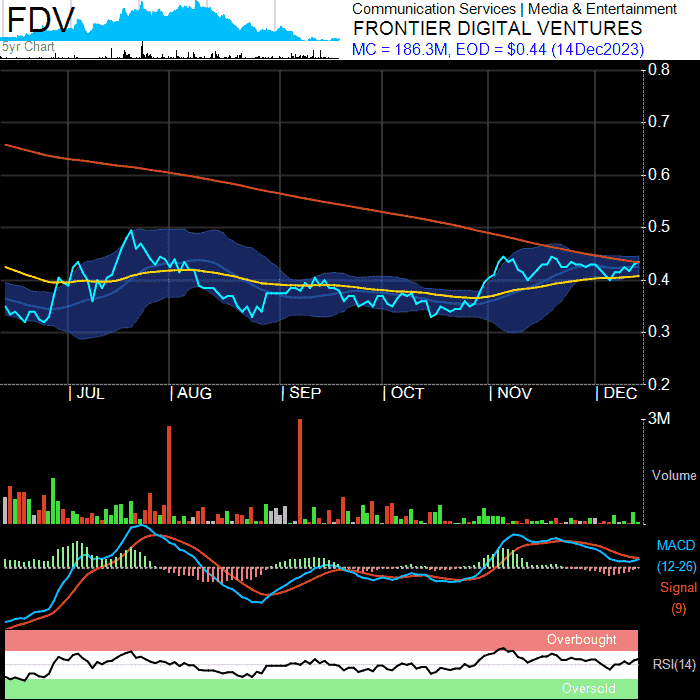 FDV
5yr Chart
Communication Services | Media & Entertainment
FRONTIER DIGITAL VENTURES
MC = 186.3M, EOD = $0.44 (14Dec2023)
0.8
0.7
0.6
0.5
0.4
0.3
0.2
JUL AUG SEP OCT NOV DEC
3M
Volume
MACD
(12-26)
Signal
(9)
Overbought
RSI(14)
Oversold